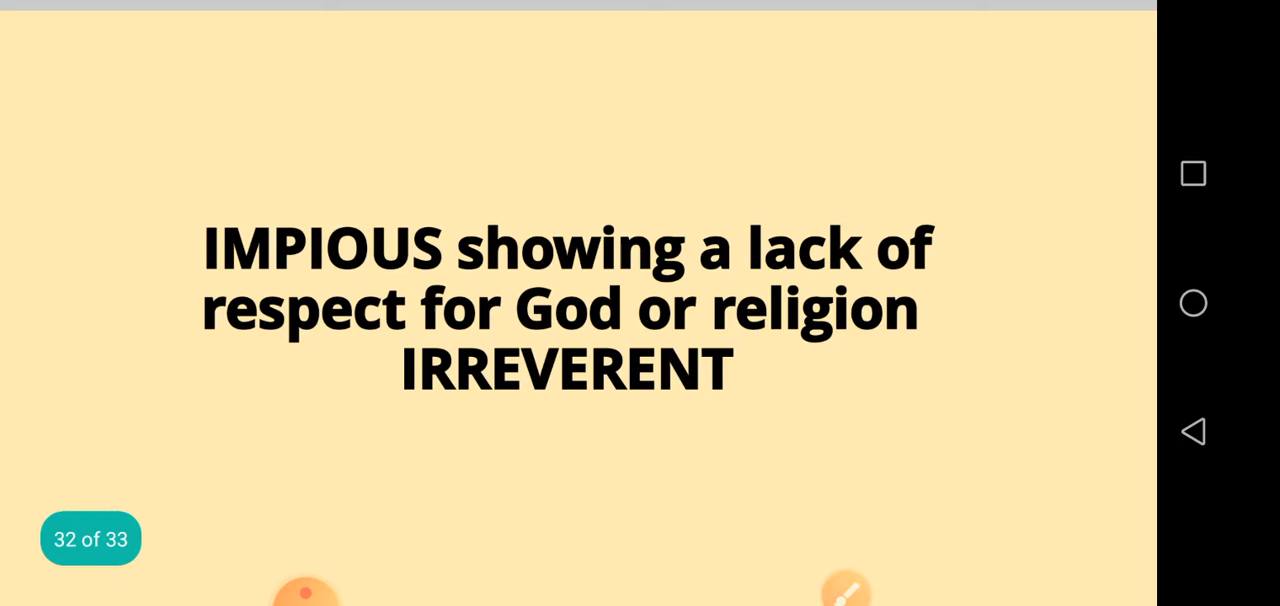 IMPIOUS showing a lack of
respect for God or religion
IRREVERENT
32 of 33